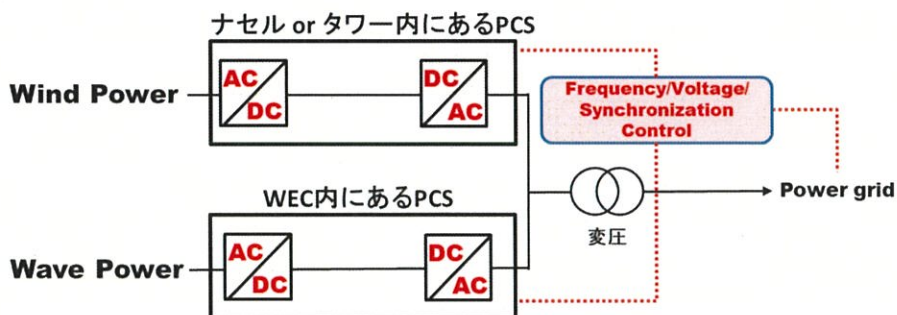 ナセル or タワー内にあるPCS
Wind Power
AC
DC
DC
AC
Frequency/Voltage/
Synchronization
Control
Power grid
変圧
WEC内にあるPCS
Wave Power
AC
DC
DC
AC